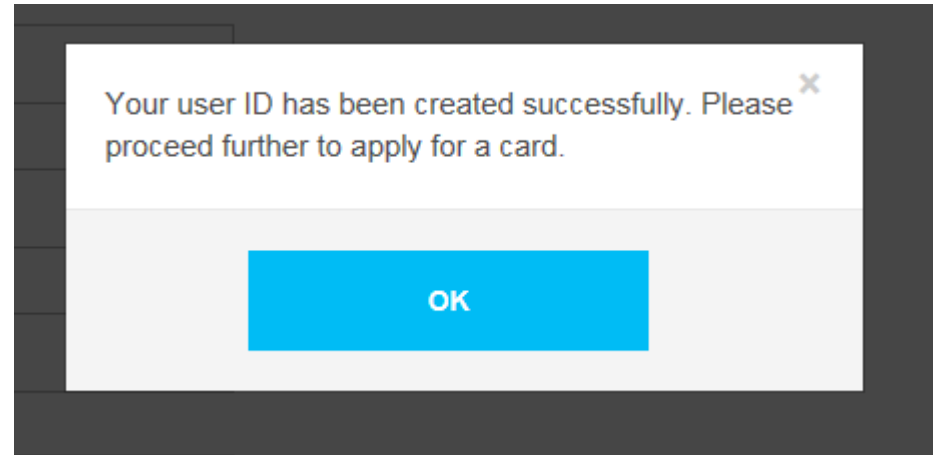 Your user ID has been created successfully. Please
proceed further to apply for a card.
OK